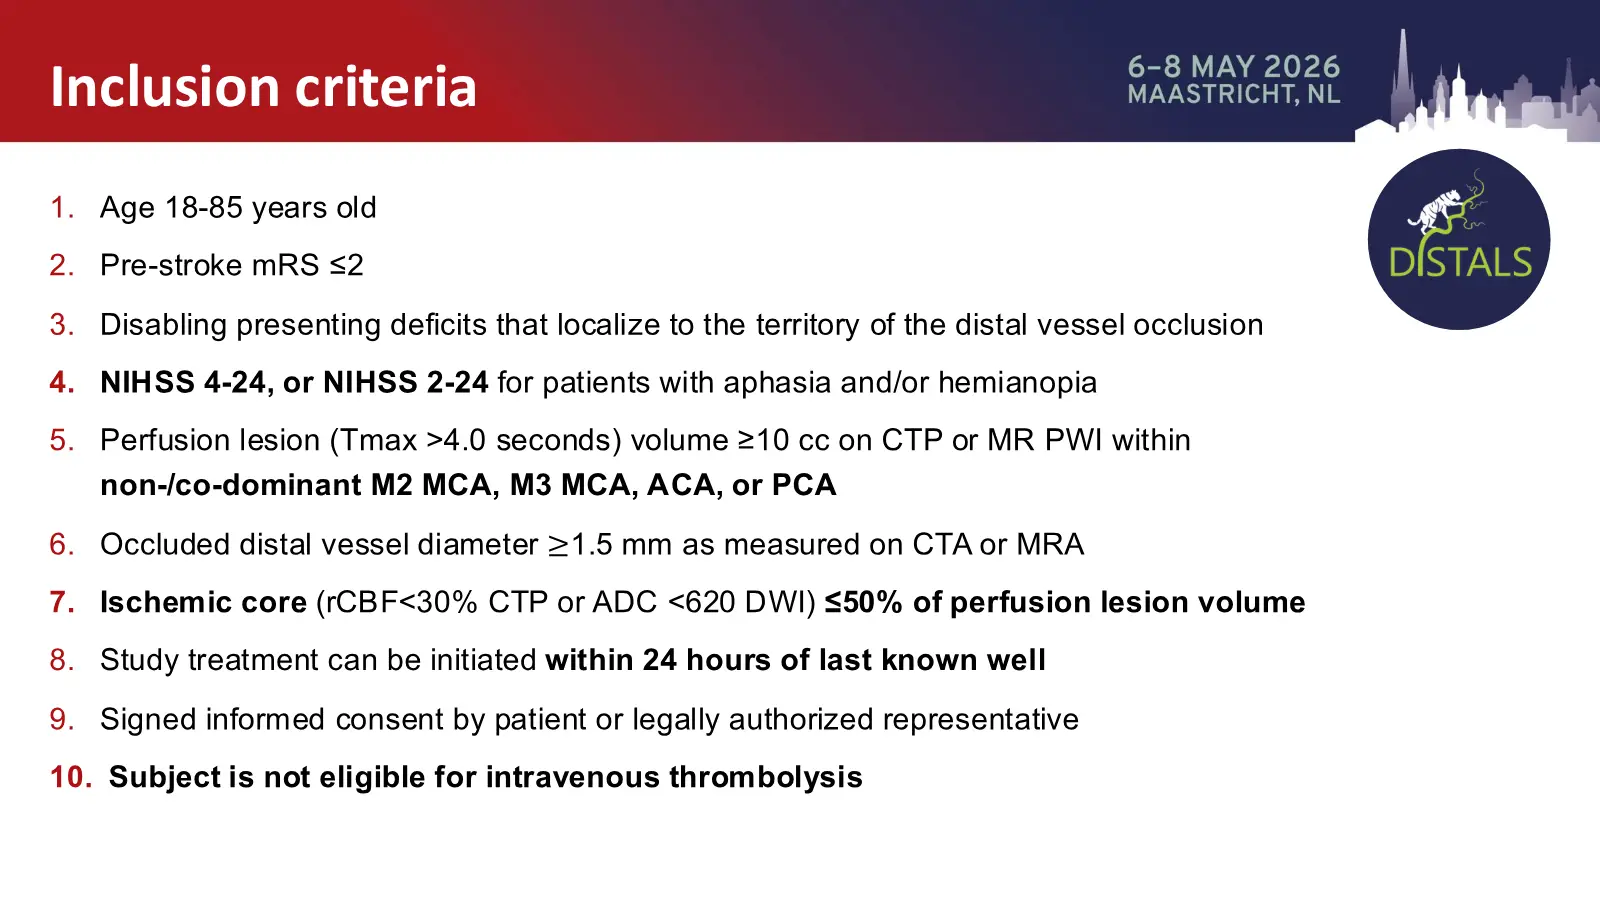 Inclusion criteria
6–8 MAY 2026
MAASTRICHT, NL
DISTALS
1. Age 18-85 years old
2. Pre-stroke mRS ≤2
3. Disabling presenting deficits that localize to the territory of the distal vessel occlusion
4. NIHSS 4-24, or NIHSS 2-24 for patients with aphasia and/or hemianopia
5. Perfusion lesion (Tmax >4.0 seconds) volume ≥10 cc on CTP or MR PWI within
non-/co-dominant M2 MCA, M3 MCA, ACA, or PCA
6. Occluded distal vessel diameter ≥1.5 mm as measured on CTA or MRA
7. Ischemic core (rCBF<30% CTP or ADC <620 DWI) ≤50% of perfusion lesion volume
8. Study treatment can be initiated within 24 hours of last known well
9. Signed informed consent by patient or legally authorized representative
10. Subject is not eligible for intravenous thrombolysis